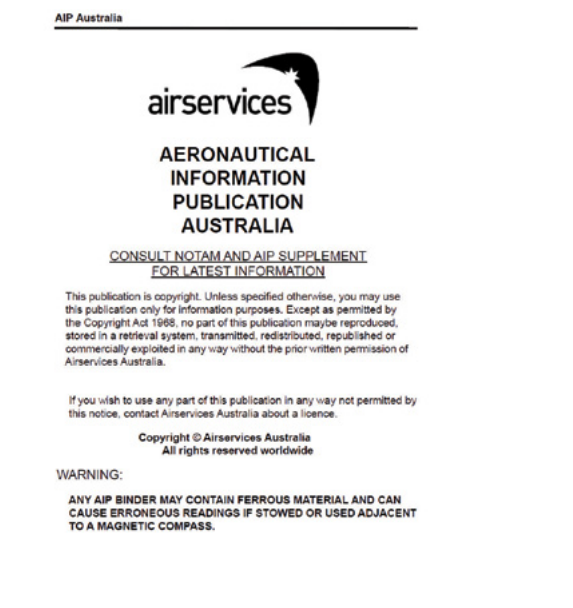 AIP Australia
airservices
AERONAUTICAL
INFORMATION
PUBLICATION
AUSTRALIA
CONSULT NOTAM AND AIP SUPPLEMENT
FOR LATEST INFORMATION
This publication is copyright. Unless specified otherwise, you may use
this publication only for information purposes. Except as permitted by
the Copyright Act 1968, no part of this publication maybe reproduced,
stored in a retrieval system, transmitted, redistributed, republished or
commercially exploited in any way without the prior written permission of
Airservices Australia.
If you wish to use any part of this publication in any way not permitted by
this notice, contact Airservices Australia about a licence.
Copyright © Airservices Australia
All rights reserved worldwide
WARNING:
ANY AIP BINDER MAY CONTAIN FERROUS MATERIAL AND CAN
CAUSE ERRONEOUS READINGS IF STOWED OR USED ADJACENT
TO A MAGNETIC COMPASS.